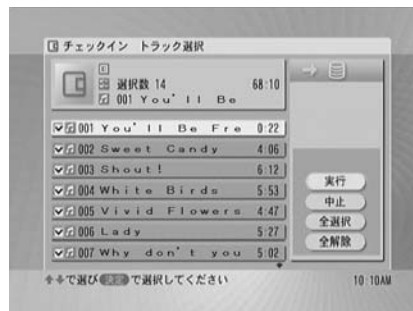 チェックイン トラック選択
選択数 14 68:10
001 You'll Be
001 You'll Be Fre 0:22
002 Sweet Candy 4:06
003 Shout! 6:12
004 White Birds 5:53
005 Vivid Flowers 4:47
006 Lady 5:27
007 Why don't you 5:02
実行
中止
全選択
全解除
で選び 決定 で選択してください 10:10AM